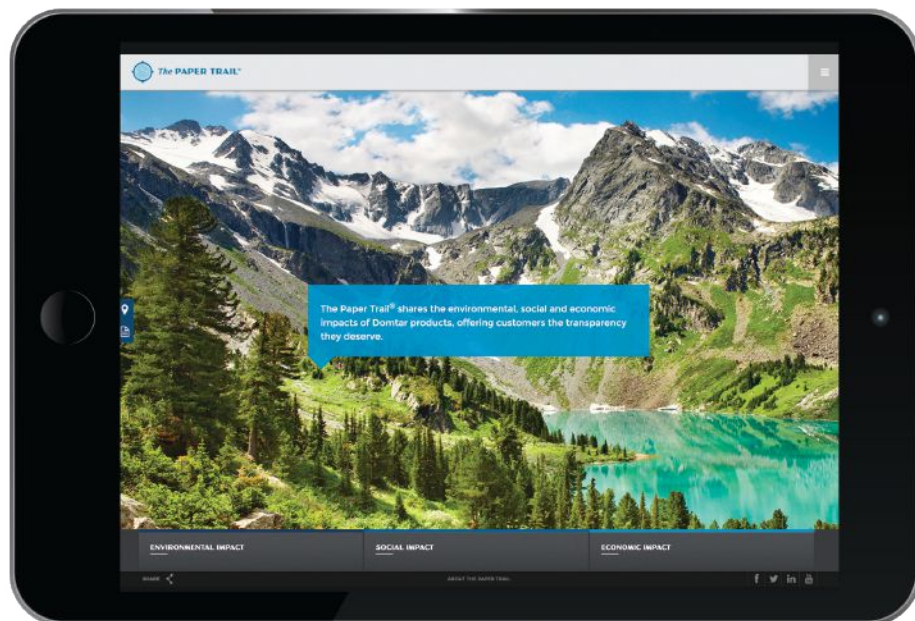 The PAPER TRAIL®
The Paper Trail® shares the environmental, social and economic
impacts of Domtar products, offering customers the transparency
they deserve.
ENVIRONMENTAL IMPACT
SOCIAL IMPACT
ECONOMIC IMPACT
SHARE
ABOUT THE PAPER TRAIL